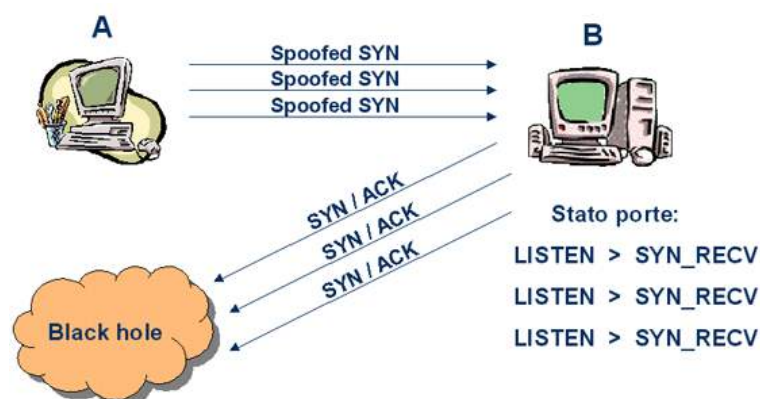 A
B
Spoofed SYN
Spoofed SYN
Spoofed SYN
SYN / ACK
SYN / ACK
SYN / ACK
Stato porte:
LISTEN > SYN_RECV
LISTEN > SYN_RECV
LISTEN > SYN_RECV
Black hole